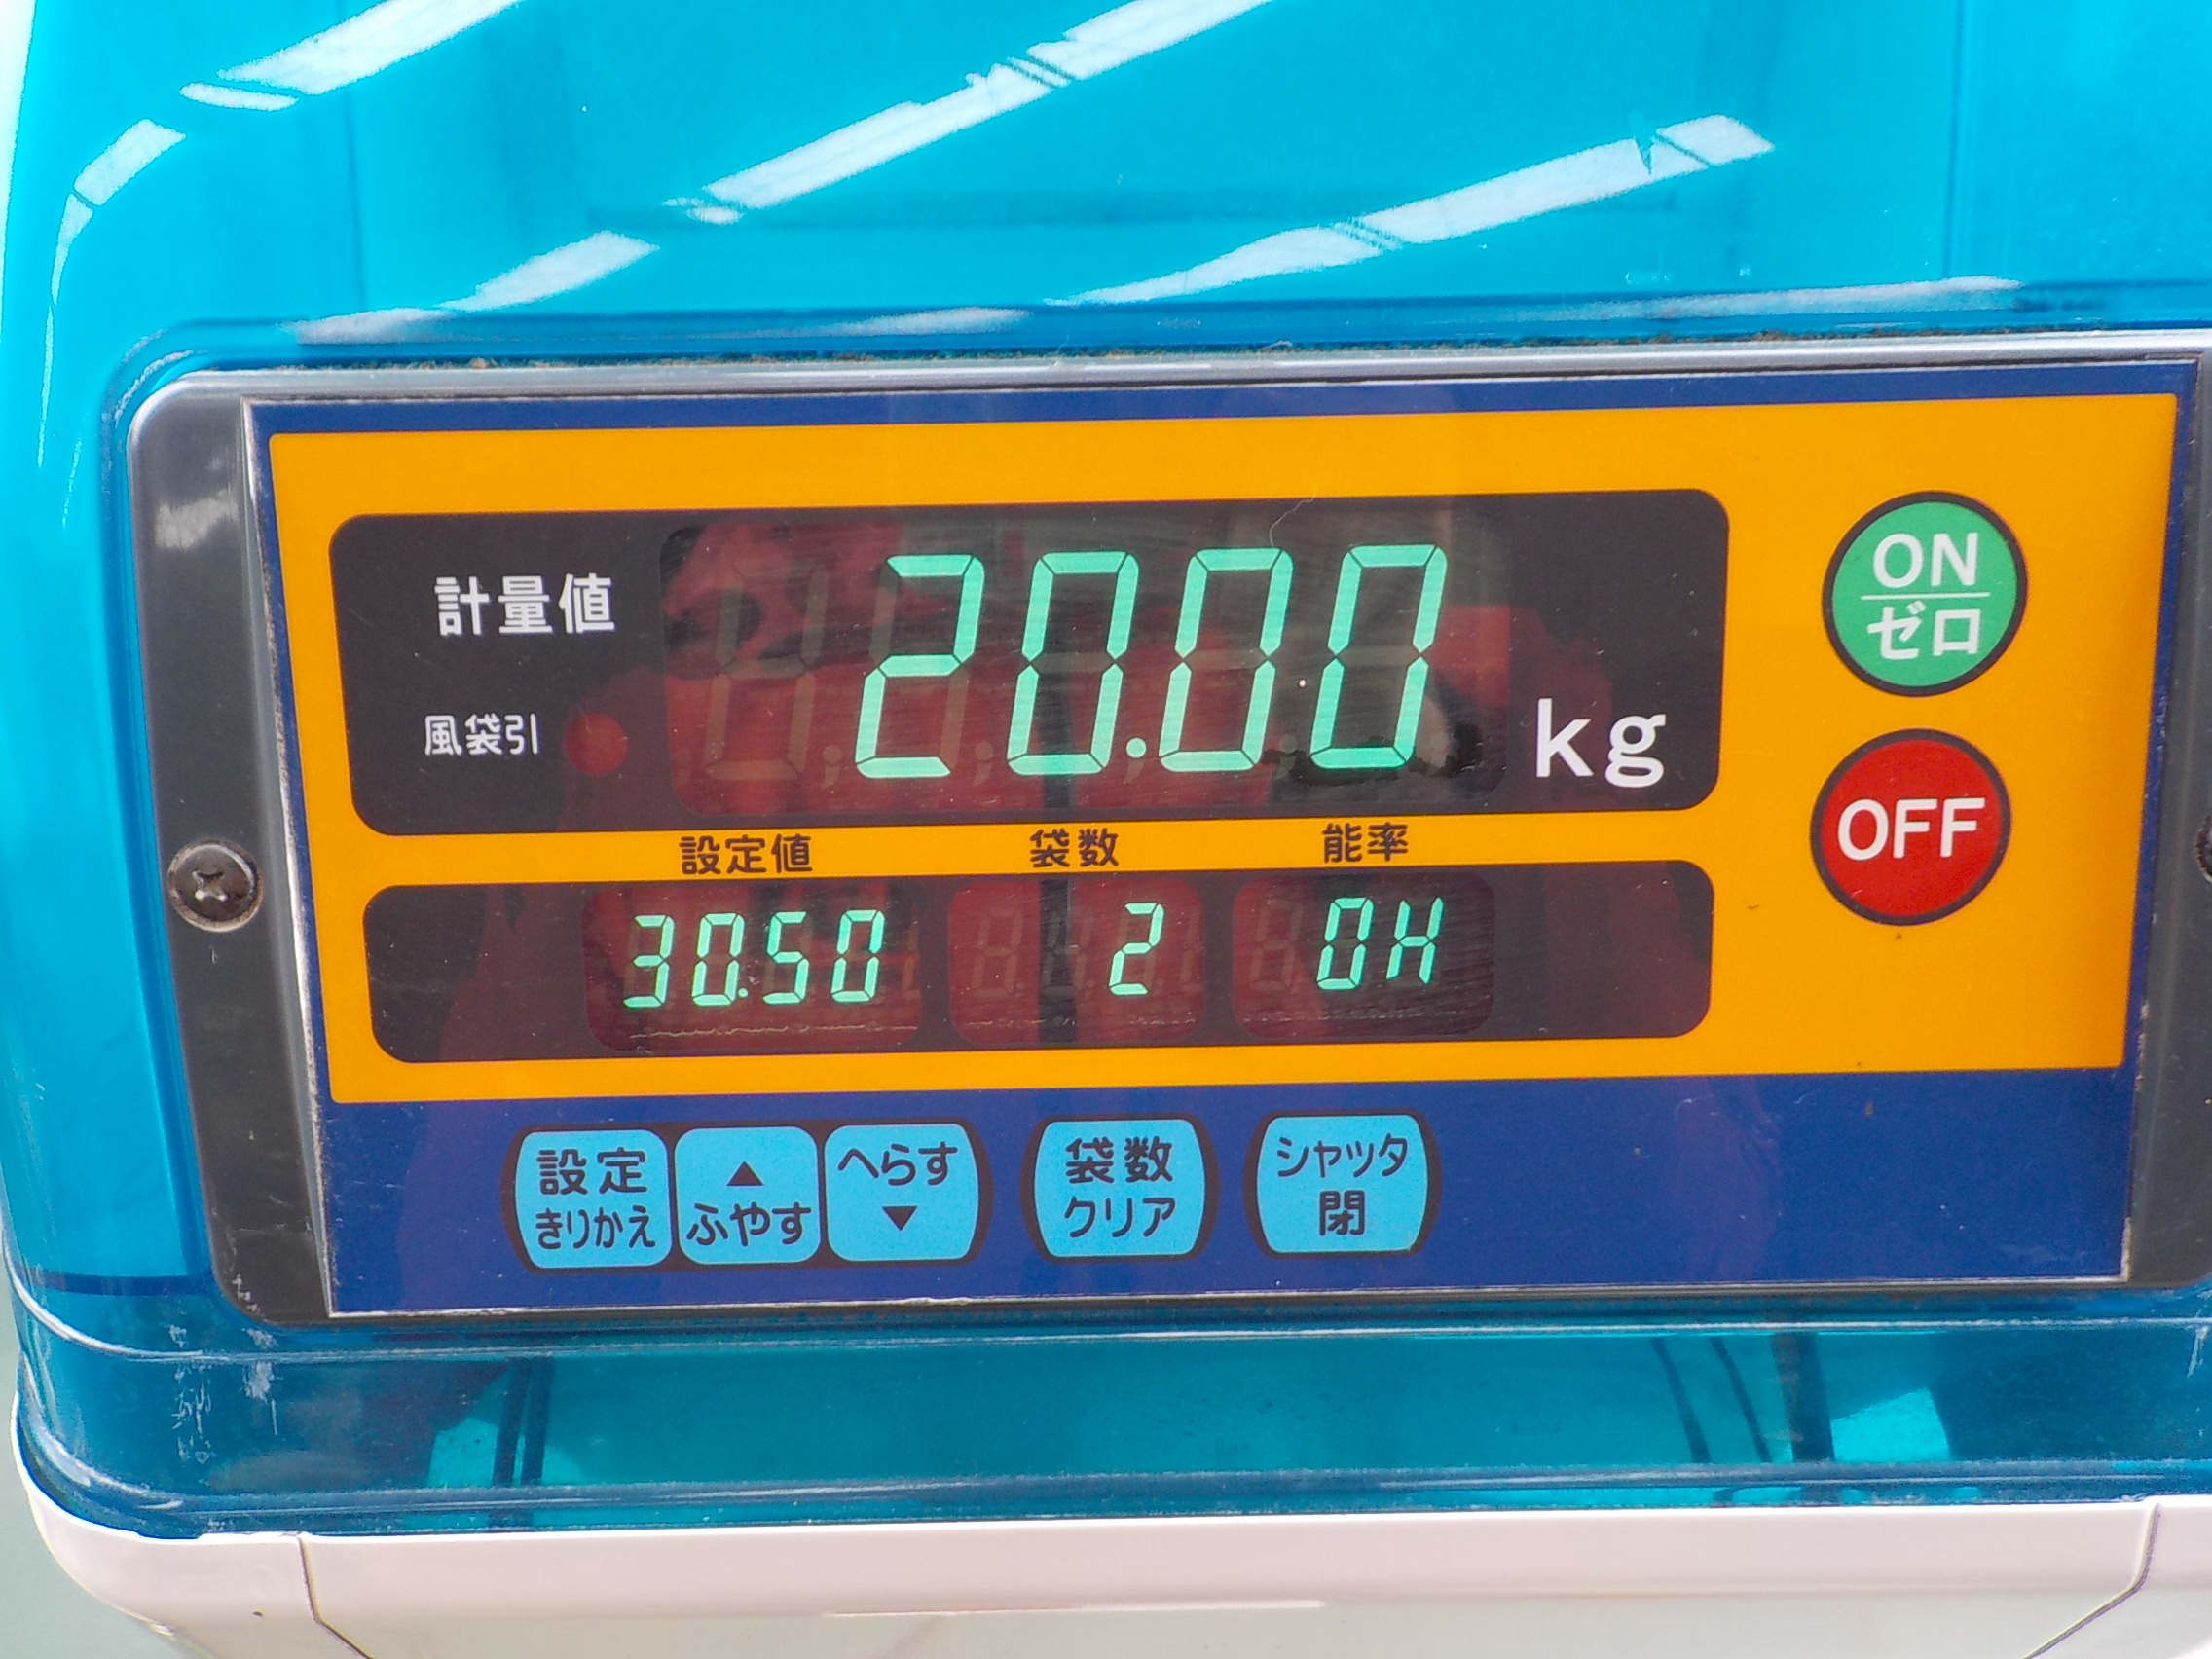 計量値 20.00 kg
風袋引
ON
ゼロ
OFF
設定値 袋数 能率
30.50 2 0H
設定
きりかえ
▲
ふやす
へらす
▼
袋数
クリア
シャッタ
閉